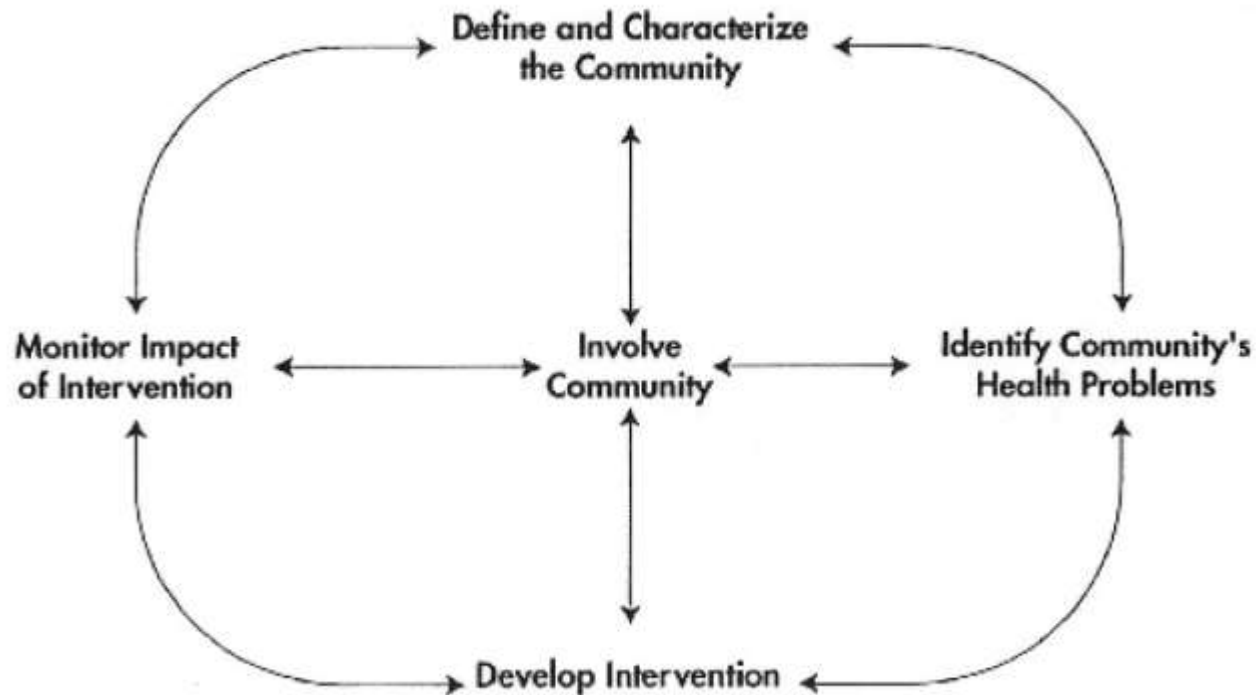 Define and Characterize
the Community
Monitor Impact
of Intervention
Involve
Community
Identify Community's
Health Problems
Develop Intervention